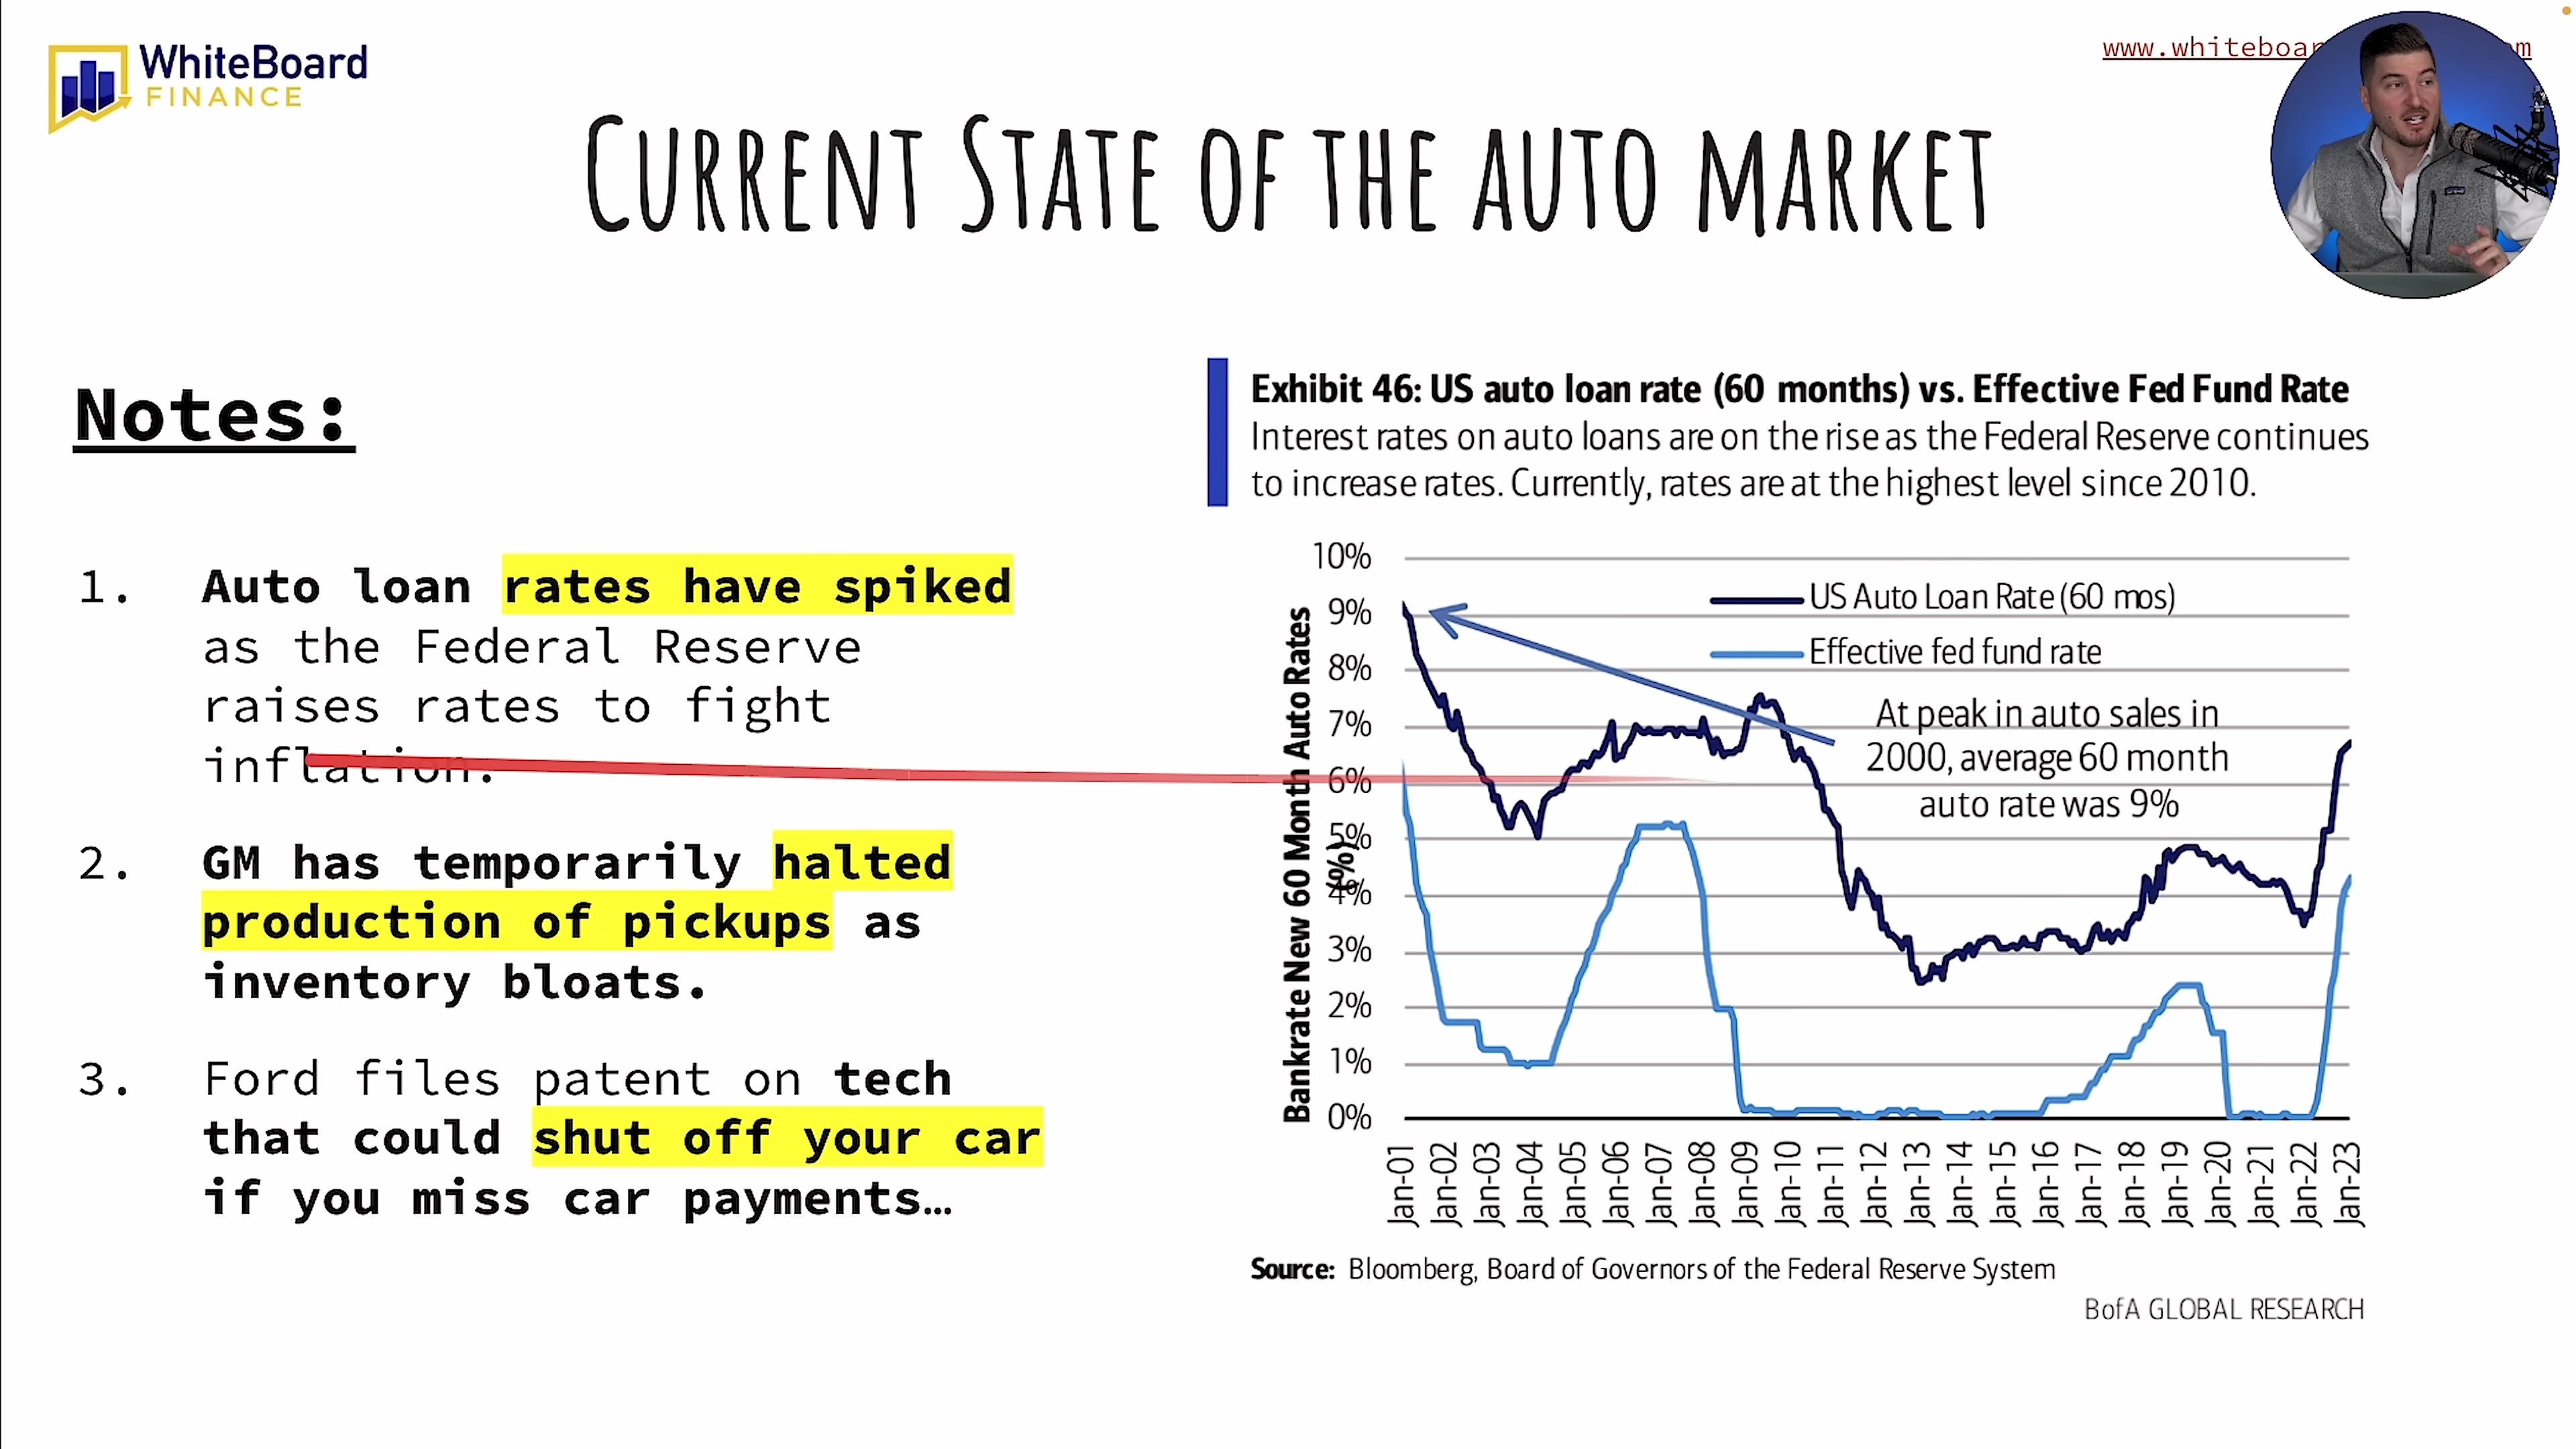 WhiteBoard
FINANCE
www.whiteboar
m
CURRENT STATE OF THE AUTO MARKET
Notes:
1. Auto loan rates have spiked
as the Federal Reserve
raises rates to fight
inflation.
2. GM has temporarily halted
production of pickups as
inventory bloats.
3. Ford files patent on tech
that could shut off your car
if you miss car payments…
Exhibit 46: US auto loan rate (60 months) vs. Effective Fed Fund Rate
Interest rates on auto loans are on the rise as the Federal Reserve continues
to increase rates. Currently, rates are at the highest level since 2010.
Bankrate New 60 Month Auto Rates
(%)
10%
9%
8%
7%
6%
5%
4%
3%
2%
1%
0%
US Auto Loan Rate (60 mos)
Effective fed fund rate
At peak in auto sales in
2000, average 60 month
auto rate was 9%
Jan-01
Jan-02
Jan-03
Jan-04
Jan-05
Jan-06
Jan-07
Jan-08
Jan-09
Jan-10
Jan-11
Jan-12
Jan-13
Jan-14
Jan-15
Jan-16
Jan-17
Jan-18
Jan-19
Jan-20
Jan-21
Jan-22
Jan-23
Source: Bloomberg, Board of Governors of the Federal Reserve System
BofA GLOBAL RESEARCH